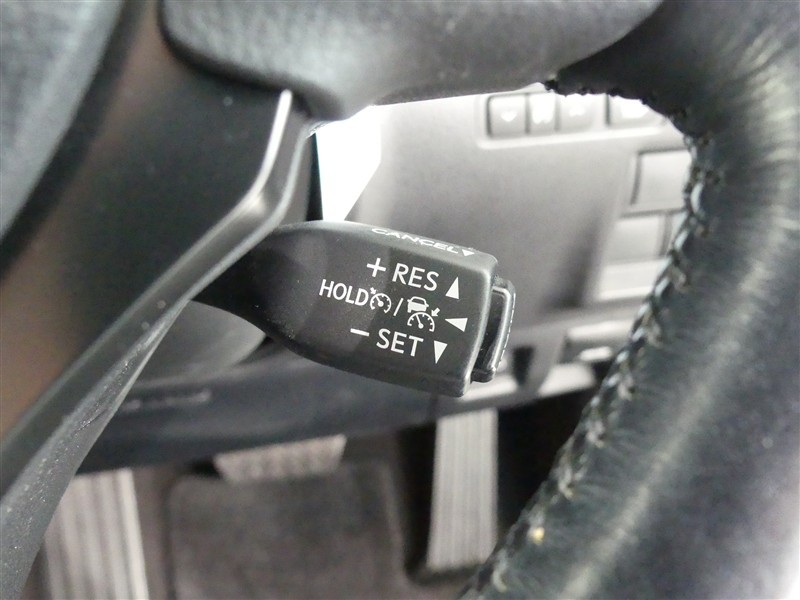 CANCEL▼
+ RES ▲
HOLD / ◀
− SET ▼